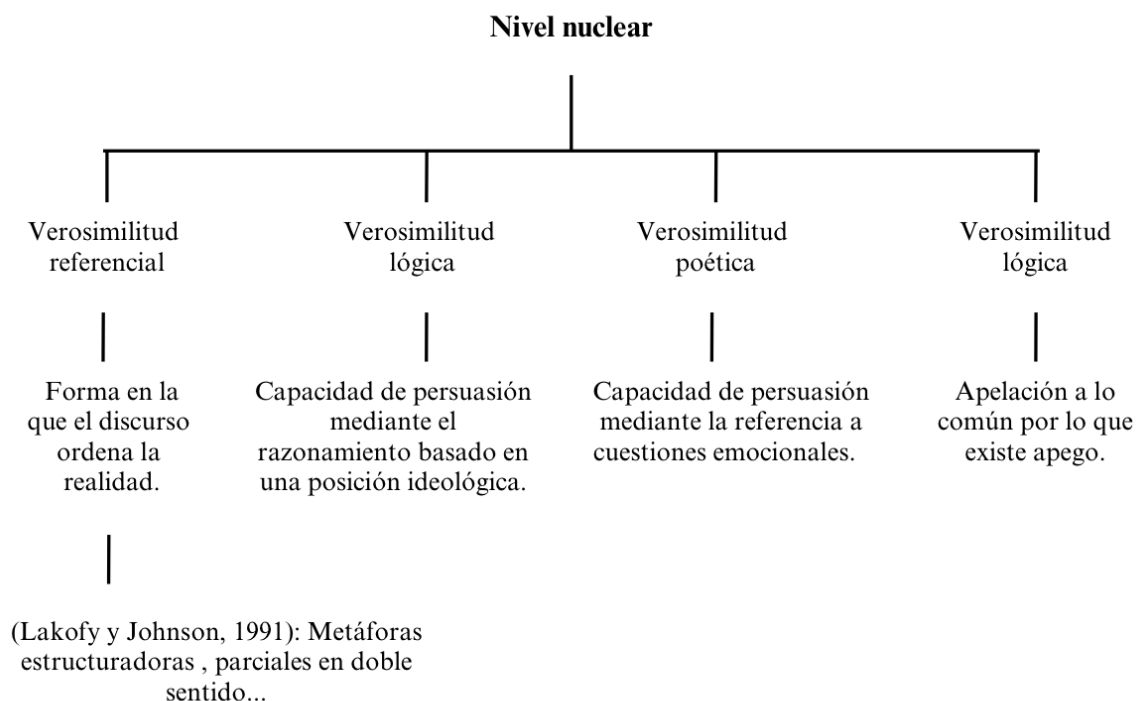 Nivel nuclear
Verosimilitud
referencial
Verosimilitud
lógica
Verosimilitud
poética
Verosimilitud
lógica
Forma en la
que el discurso
ordena la
realidad.
Capacidad de persuasión
mediante el
razonamiento basado en
una posición ideológica.
Capacidad de persuasión
mediante la referencia a
cuestiones emocionales.
Apelación a lo
común por lo que
existe apego.
(Lakofy y Johnson, 1991): Metáforas
estructuradoras , parciales en doble
sentido...